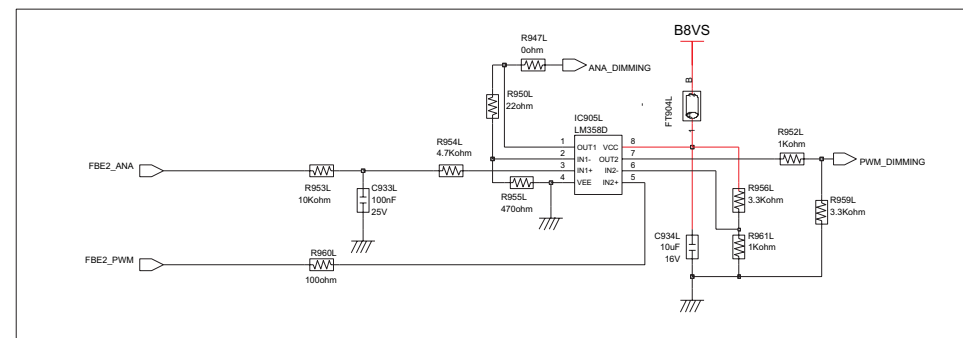 B8VS
R947L
0ohm
ANA_DIMMING
B
FT904L
1
R950L
22ohm
IC905L
LM358D
1 OUT1 VCC 8
2 IN1- OUT2 7
3 IN1+ IN2- 6
4 VEE IN2+ 5
R952L
1Kohm
PWM_DIMMING
FBE2_ANA
R954L
4.7Kohm
R953L
10Kohm
C933L
100nF
25V
R955L
470ohm
R956L
3.3Kohm
R959L
3.3Kohm
C934L
10uF
16V
R961L
1Kohm
FBE2_PWM
R960L
100ohm